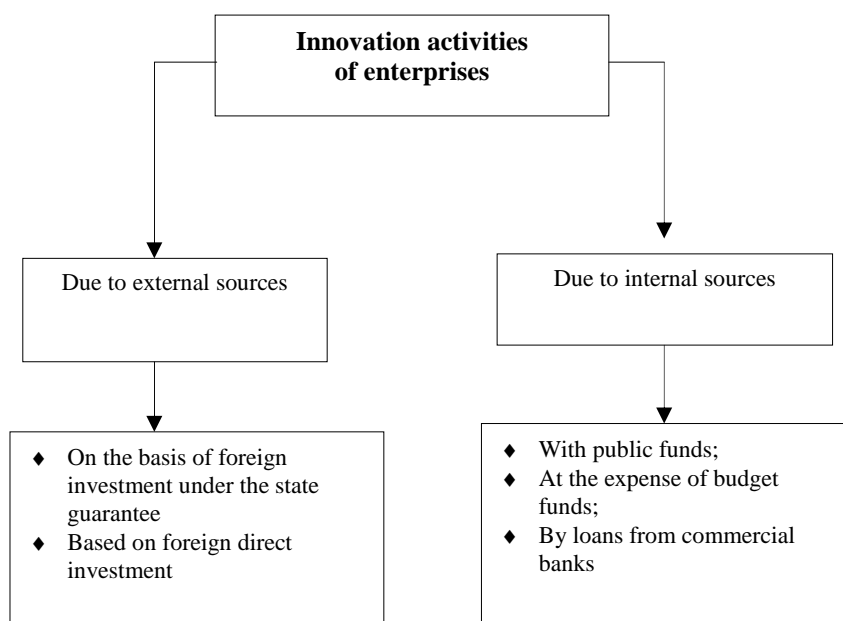 Innovation activities
of enterprises
Due to external sources
Due to internal sources
♦ On the basis of foreign
investment under the state
guarantee
♦ Based on foreign direct
investment
♦ With public funds;
♦ At the expense of budget
funds;
♦ By loans from commercial
banks